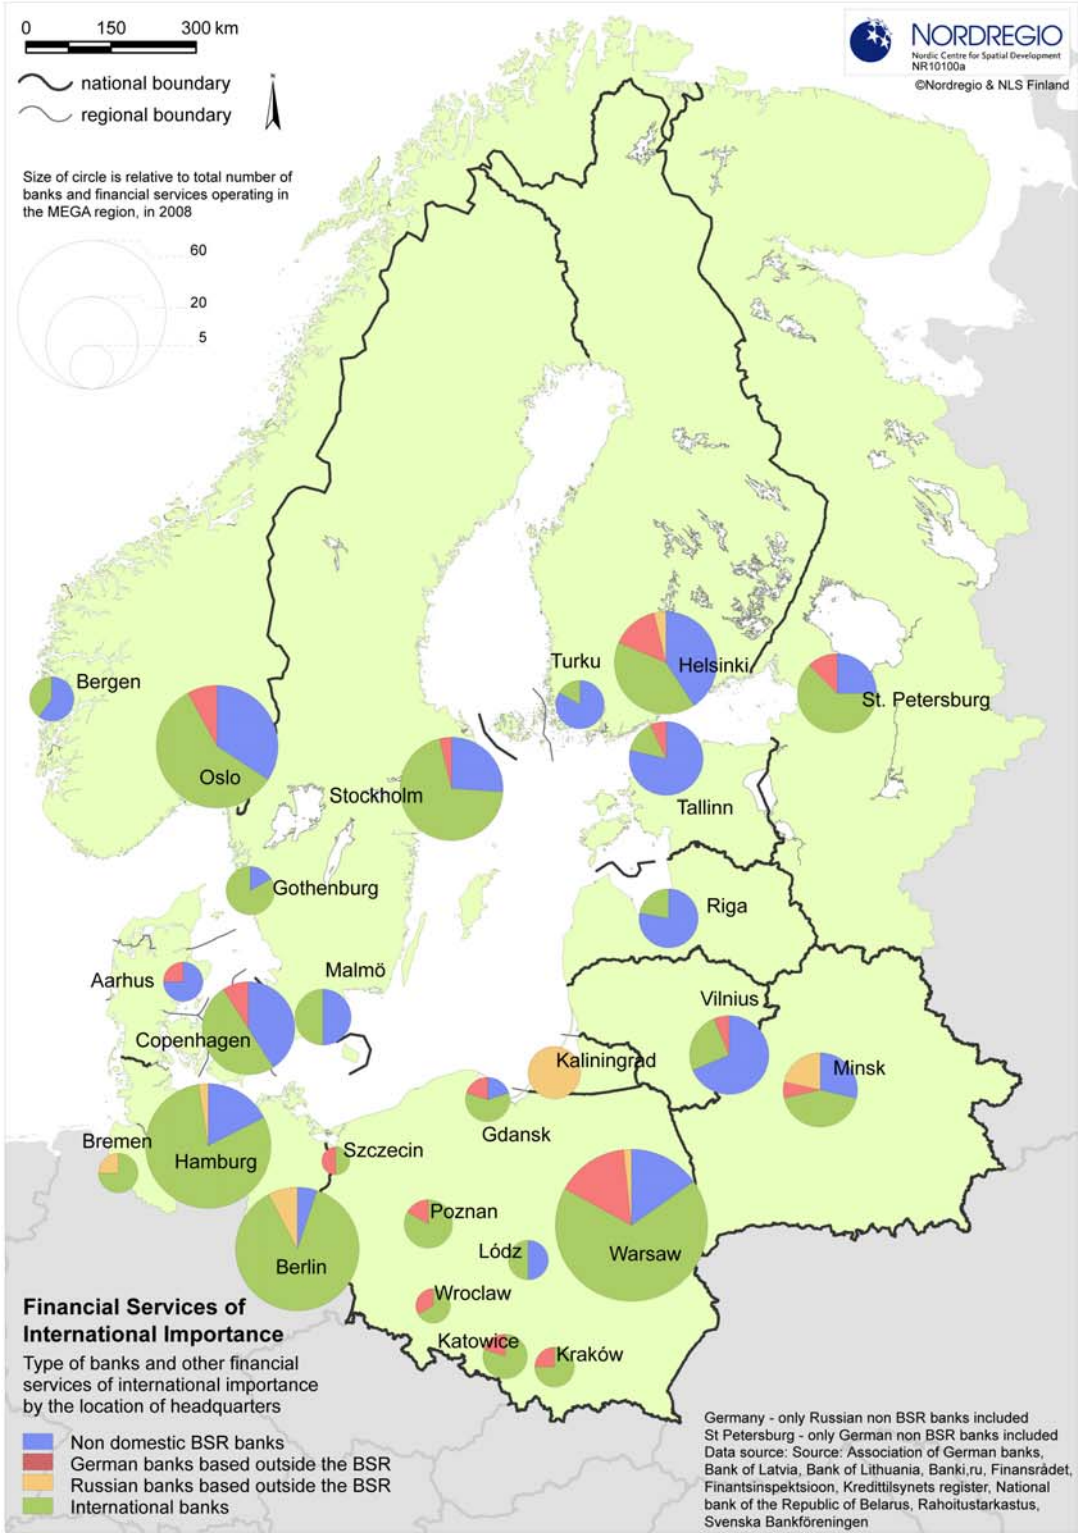 0 150 300 km
national boundary
regional boundary
N
Size of circle is relative to total number of
banks and financial services operating in
the MEGA region, in 2008
60
20
5
NORDREGIO
Nordic Centre for Spatial Development
NR10100a
©Nordregio & NLS Finland
Bergen
Oslo
Stockholm
Turku
Helsinki
St. Petersburg
Tallinn
Gothenburg
Riga
Aarhus
Malmö
Copenhagen
Vilnius
Kaliningrad
Minsk
Gdansk
Bremen
Hamburg
Szczecin
Poznan
Berlin
Lódz
Warsaw
Wroclaw
Katowice
Kraków
Financial Services of
International Importance
Type of banks and other financial
services of international importance
by the location of headquarters
Non domestic BSR banks
German banks based outside the BSR
Russian banks based outside the BSR
International banks
Germany - only Russian non BSR banks included
St Petersburg - only German non BSR banks included
Data source: Source: Association of German banks,
Bank of Latvia, Bank of Lithuania, Banki,ru, Finansrådet,
Finantsinspektsioon, Kredittilsynets register, National
bank of the Republic of Belarus, Rahoitustarkastus,
Svenska Bankföreningen